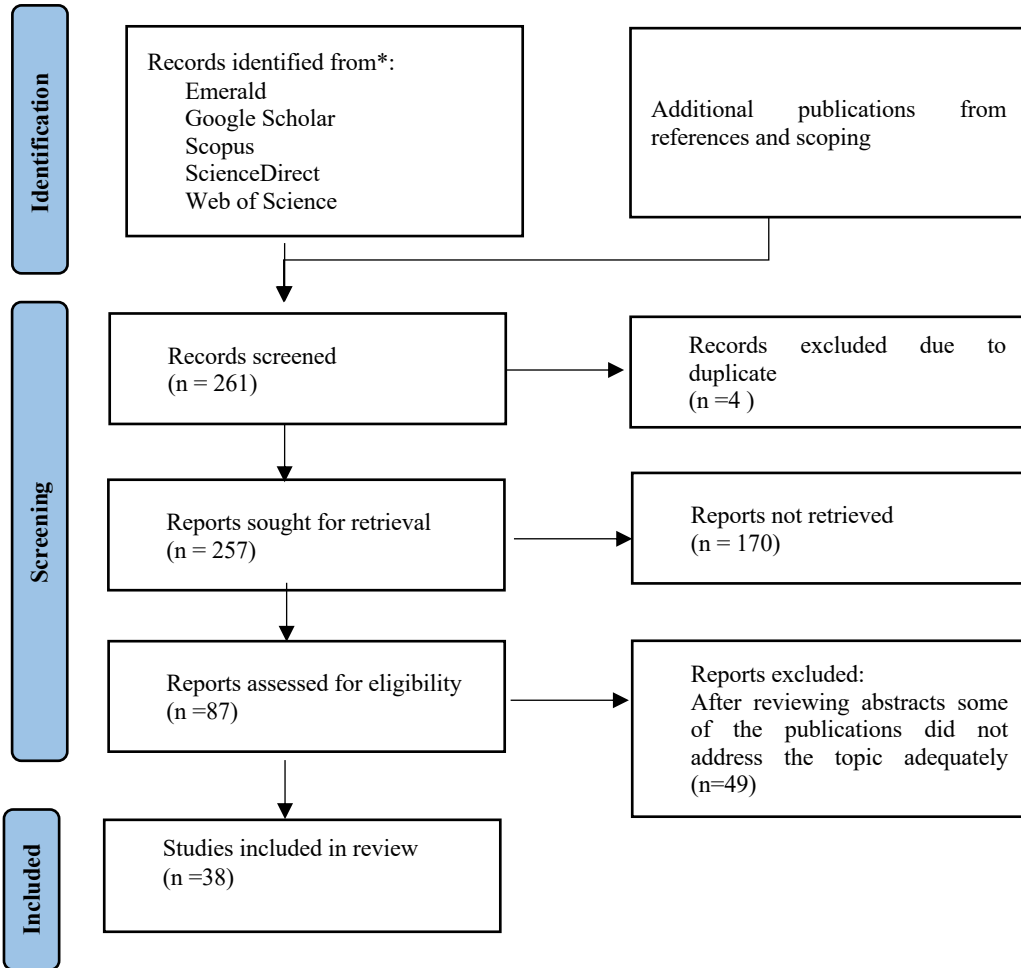 Identification
Records identified from*:
Emerald
Google Scholar
Scopus
ScienceDirect
Web of Science
Additional publications from
references and scoping
Screening
Records screened
(n = 261)
Records excluded due to
duplicate
(n =4 )
Reports sought for retrieval
(n = 257)
Reports not retrieved
(n = 170)
Reports assessed for eligibility
(n =87)
Reports excluded:
After reviewing abstracts some
of the publications did not
address the topic adequately
(n=49)
Included
Studies included in review
(n =38)